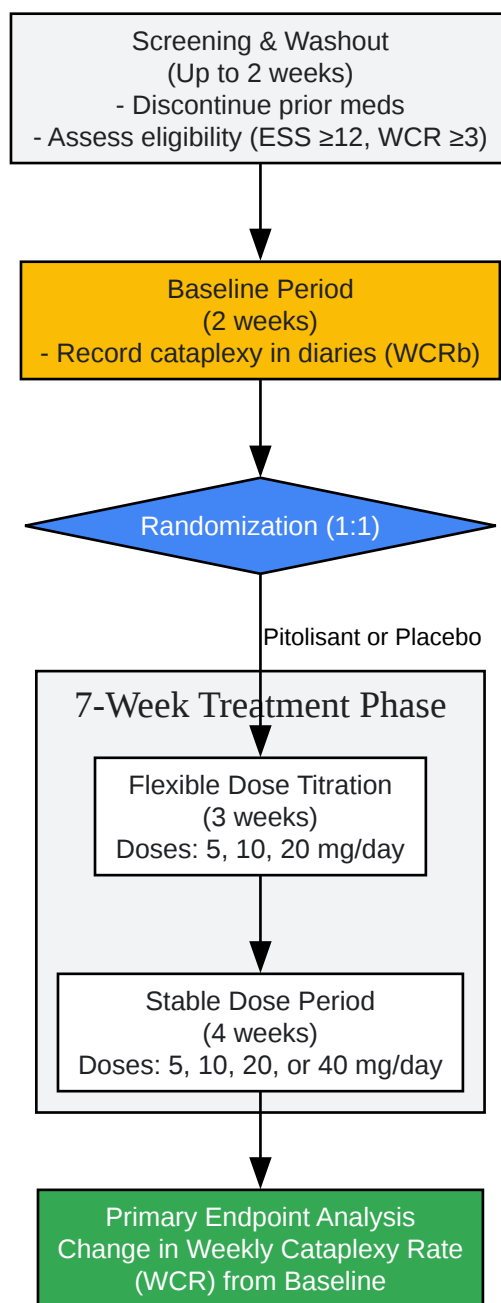 Screening & Washout
(Up to 2 weeks)
- Discontinue prior meds
- Assess eligibility (ESS ≥12, WCR ≥3)
Baseline Period
(2 weeks)
- Record cataplexy in diaries (WCRb)
Randomization (1:1)
Pitolisant or Placebo
7-Week Treatment Phase
Flexible Dose Titration
(3 weeks)
Doses: 5, 10, 20 mg/day
Stable Dose Period
(4 weeks)
Doses: 5, 10, 20, or 40 mg/day
Primary Endpoint Analysis
Change in Weekly Cataplexy Rate
(WCR) from Baseline